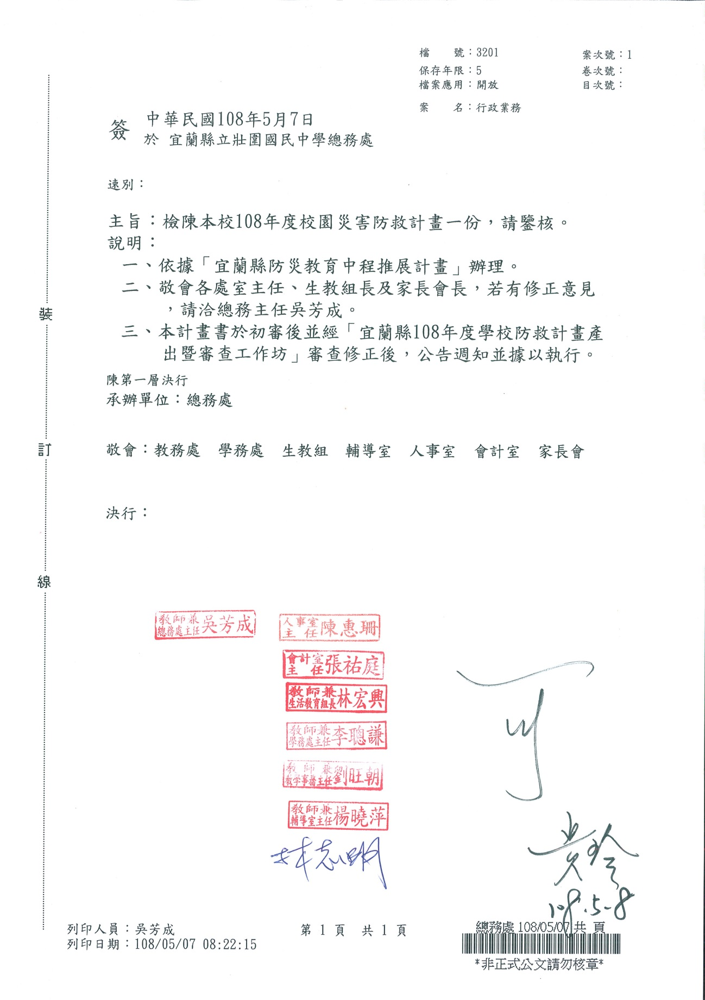 檔　　號：3201　案次號：1
保存年限：5　卷次號：
檔案應用：開放　目次號：
案　　名：行政業務
簽　中華民國108年5月7日
於 宜蘭縣立壯圍國民中學總務處
速別：
主旨：檢陳本校108年度校園災害防救計畫一份，請鑒核。
說明：
一、依據「宜蘭縣防災教育中程推展計畫」辦理。
二、敬會各處室主任、生教組長及家長會長，若有修正意見
，請洽總務主任吳芳成。
三、本計畫書於初審後並經「宜蘭縣108年度學校防救計畫產
出暨審查工作坊」審查修正後，公告週知並據以執行。
陳第一層決行
承辦單位：總務處
敬會：教務處　學務處　生教組　輔導室　人事室　會計室　家長會
決行：
裝
訂
線
教師兼
總務處主任吳芳成
人事室
主任陳惠珊
會計室
主任張祐庭
教師兼
生活教育組長林宏興
教師兼
學務處主任李聰謙
教師兼
教學事務主任劉旺朝
教師兼
輔導室主任楊曉萍
林志明
可
黃玲
108.5-8
列印人員：吳芳成
列印日期：108/05/07 08:22:15
第 1 頁　共 1 頁
總務處 108/05/07 共 頁
*非正式公文請勿核章*